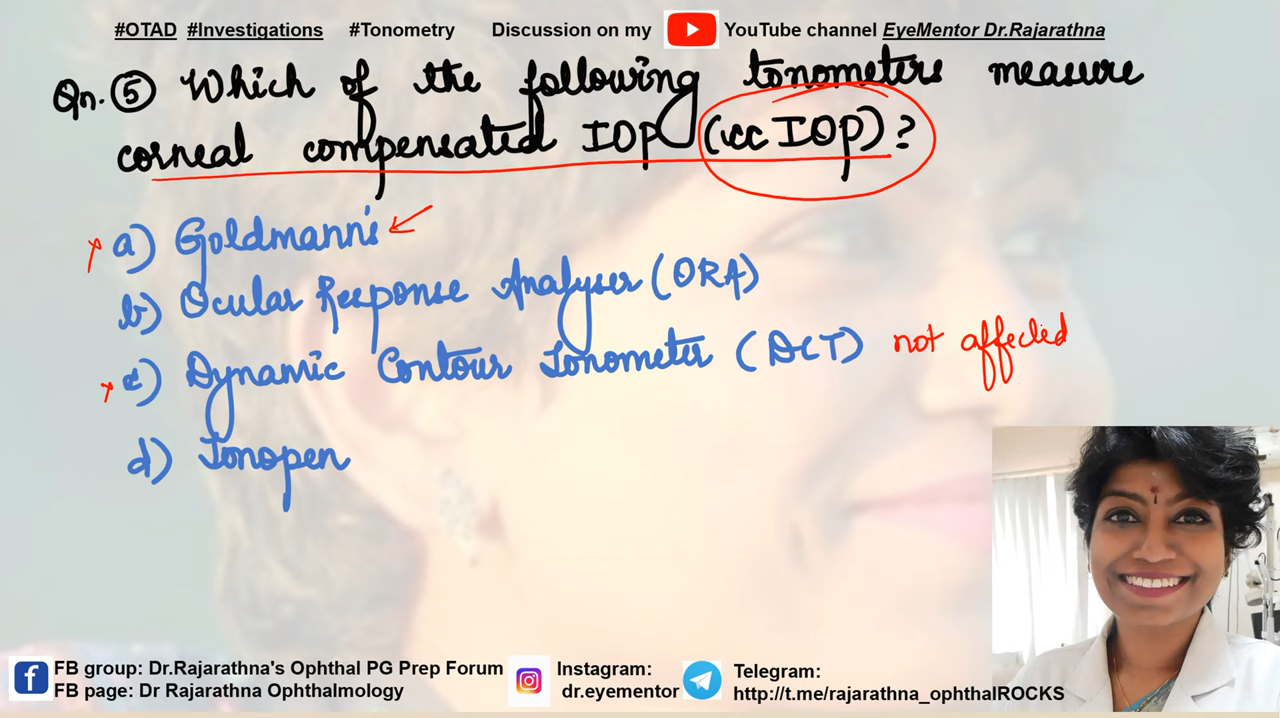 #OTAD #Investigations #Tonometry Discussion on my YouTube channel EyeMentor Dr.Rajarathna
Qn. 5 Which of the following tonometers measure
corneal compensated IOP (icc IOP)?
a) Goldmann's
b) Ocular Response Analyser (ORA)
c) Dynamic Contour Tonometer (DCT) not affected
d) Tonopen
FB group: Dr.Rajarathna's Ophthal PG Prep Forum
FB page: Dr Rajarathna Ophthalmology
Instagram:
dr.eyementor
Telegram:
http://t.me/rajarathna_ophthalROCKS